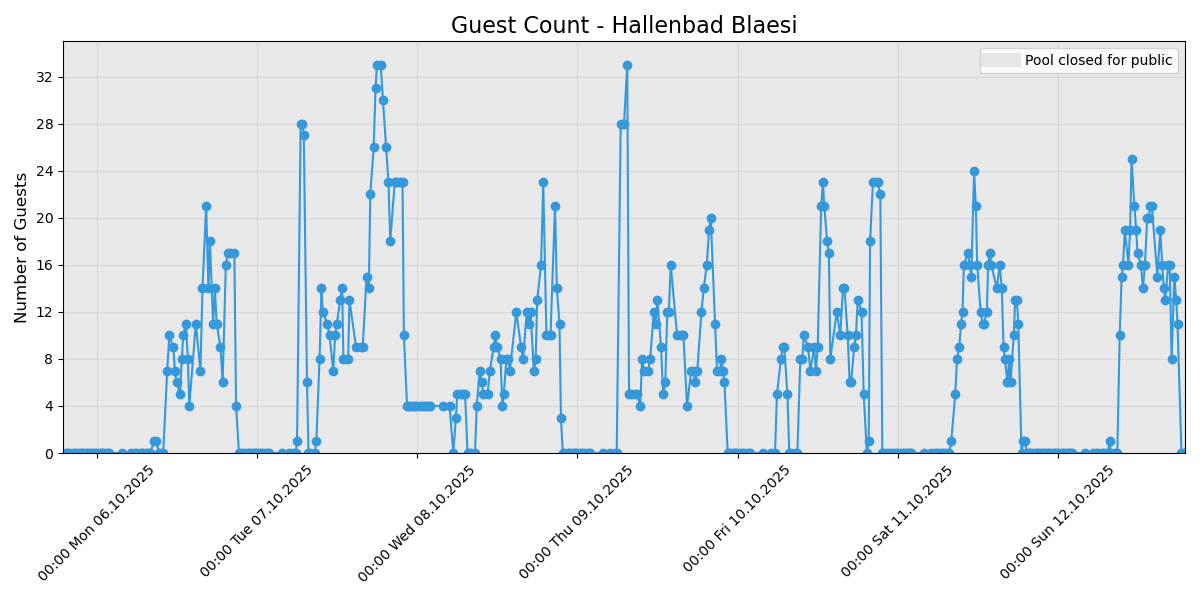 Guest Count - Hallenbad Blaesi
Pool closed for public
Number of Guests
32
28
24
20
16
12
8
4
0
00:00 Mon 06.10.2025
00:00 Tue 07.10.2025
00:00 Wed 08.10.2025
00:00 Thu 09.10.2025
00:00 Fri 10.10.2025
00:00 Sat 11.10.2025
00:00 Sun 12.10.2025